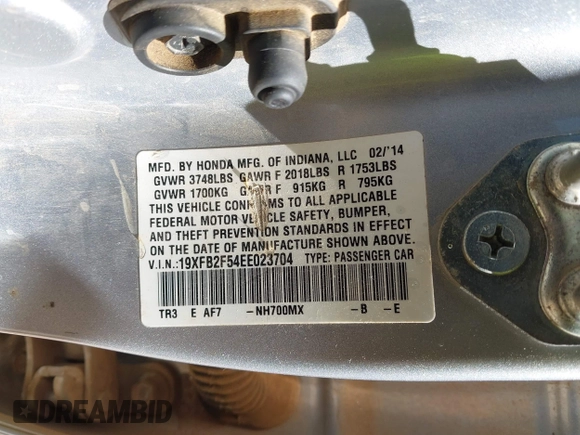 MFD. BY HONDA MFG. OF INDIANA, LLC 02/'14
GVWR 3748LBS GAWR F 2018LBS R 1753LBS
GVWR 1700KG GAWR F 915KG R 795KG
THIS VEHICLE CONFORMS TO ALL APPLICABLE
FEDERAL MOTOR VEHICLE SAFETY, BUMPER,
AND THEFT PREVENTION STANDARDS IN EFFECT
ON THE DATE OF MANUFACTURE SHOWN ABOVE.
V.I.N.:19XFB2F54EE023704 TYPE: PASSENGER CAR
TR3 E AF7 -NH700MX -B -E
DREAMBID